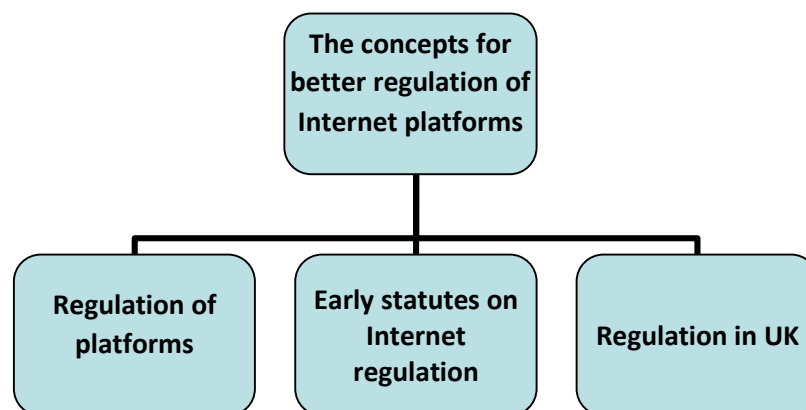 The concepts for
better regulation of
Internet platforms
Regulation of
platforms
Early statutes on
Internet
regulation
Regulation in UK